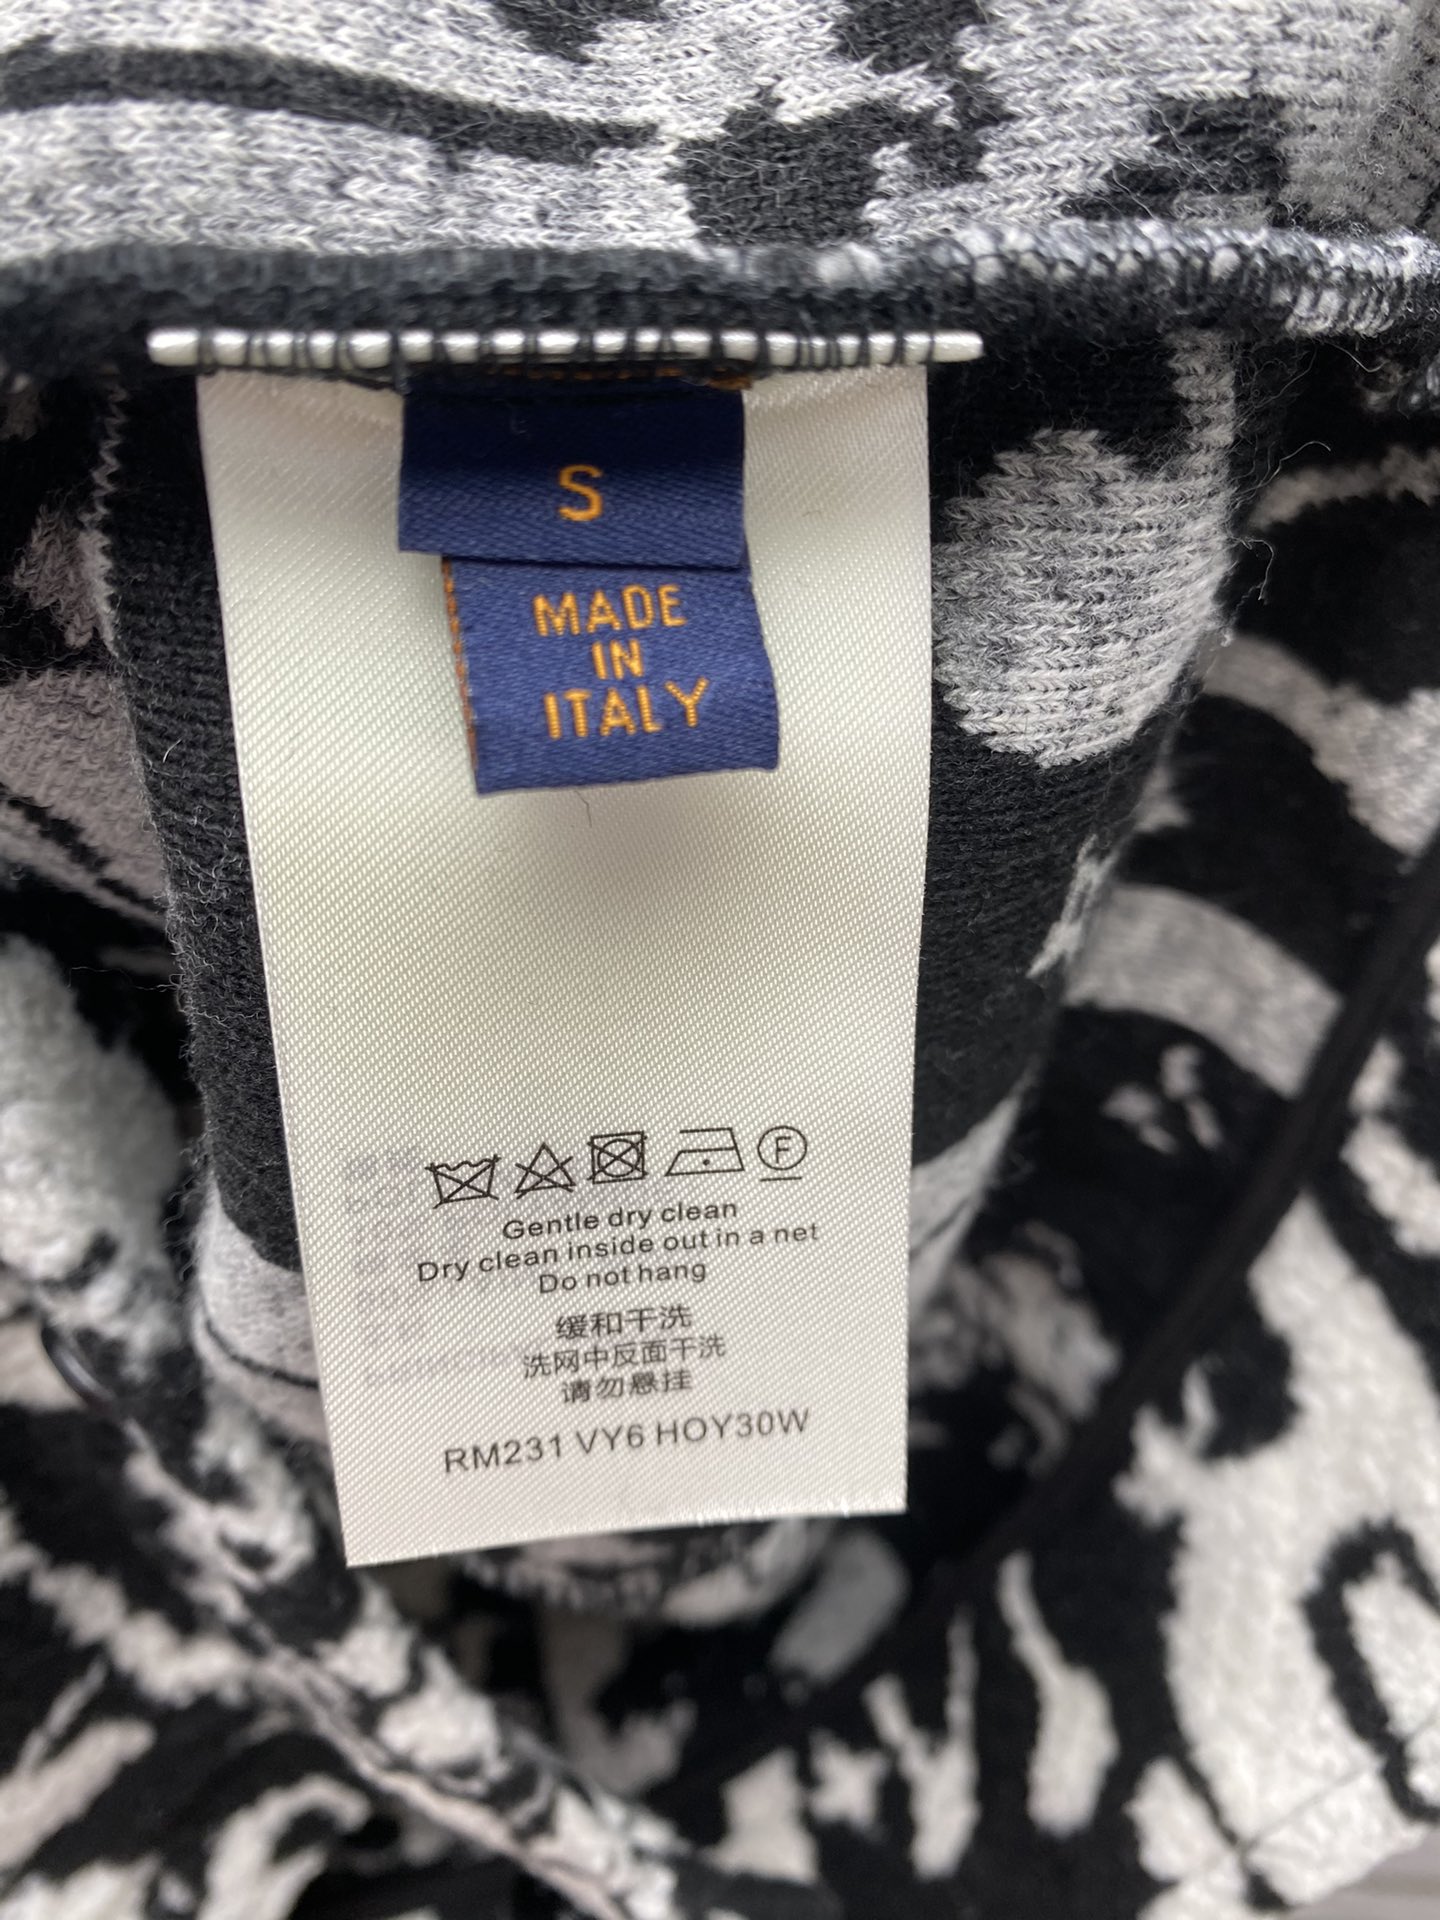 S
MADE
IN
ITALY
F
Gentle dry clean
Dry clean inside out in a net
Do not hang
缓和干洗
洗网中反面干洗
请勿悬挂
RM231 VY6 HOY30W